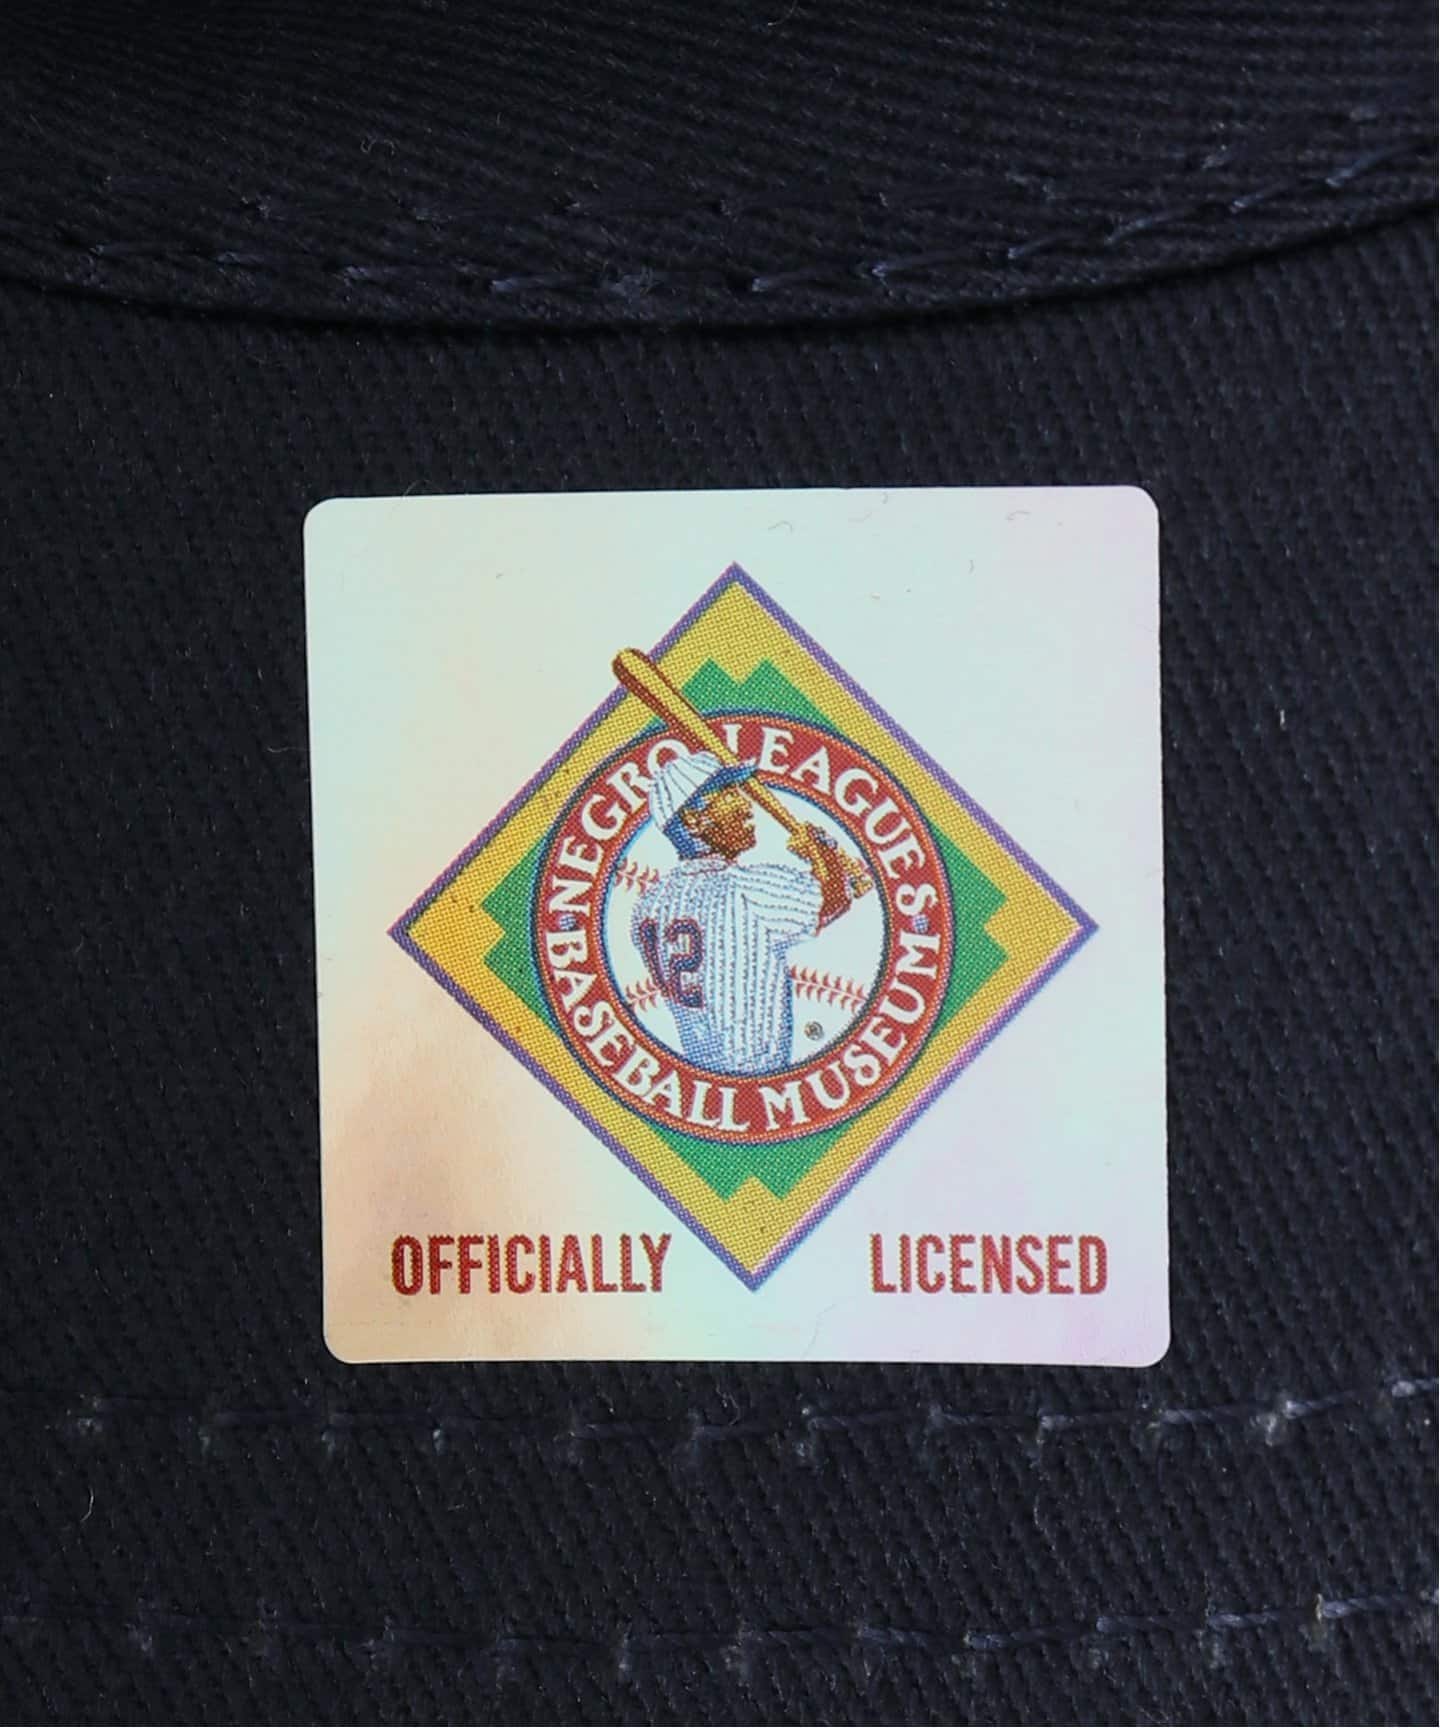 NEGRO LEAGUES
BASEBALL MUSEUM
12
®
OFFICIALLY LICENSED